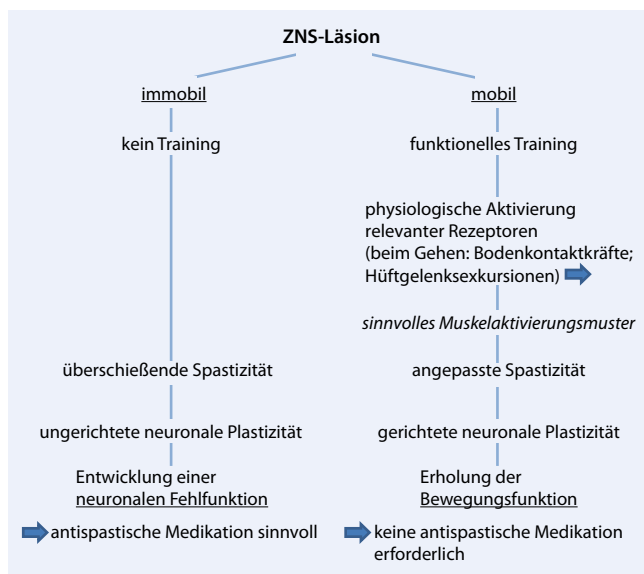 ZNS-Läsion
immobil
kein Training
überschießende Spastizität
ungerichtete neuronale Plastizität
Entwicklung einer
neuronalen Fehlfunktion
antispastische Medikation sinnvoll
mobil
funktionelles Training
physiologische Aktivierung
relevanter Rezeptoren
(beim Gehen: Bodenkontaktkräfte;
Hüftgelenksexkursionen)
sinnvolles Muskelaktivierungsmuster
angepasste Spastizität
gerichtete neuronale Plastizität
Erholung der
Bewegungsfunktion
keine antispastische Medikation
erforderlich